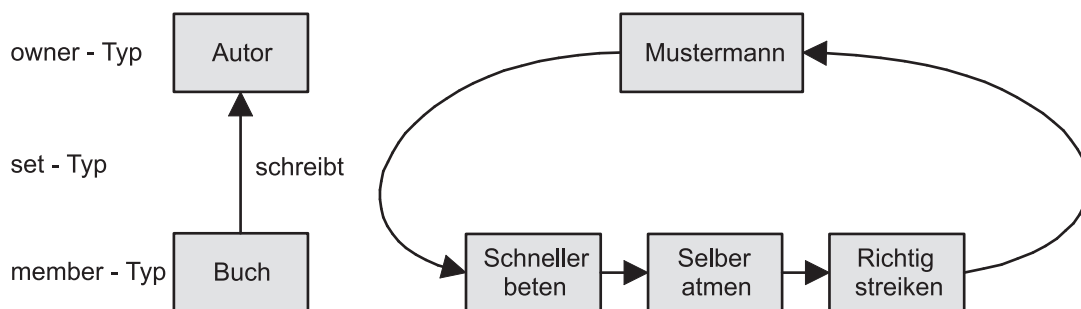 owner - Typ
Autor
Mustermann
set - Typ
schreibt
member - Typ
Buch
Schneller
beten
Selber
atmen
Richtig
streiken